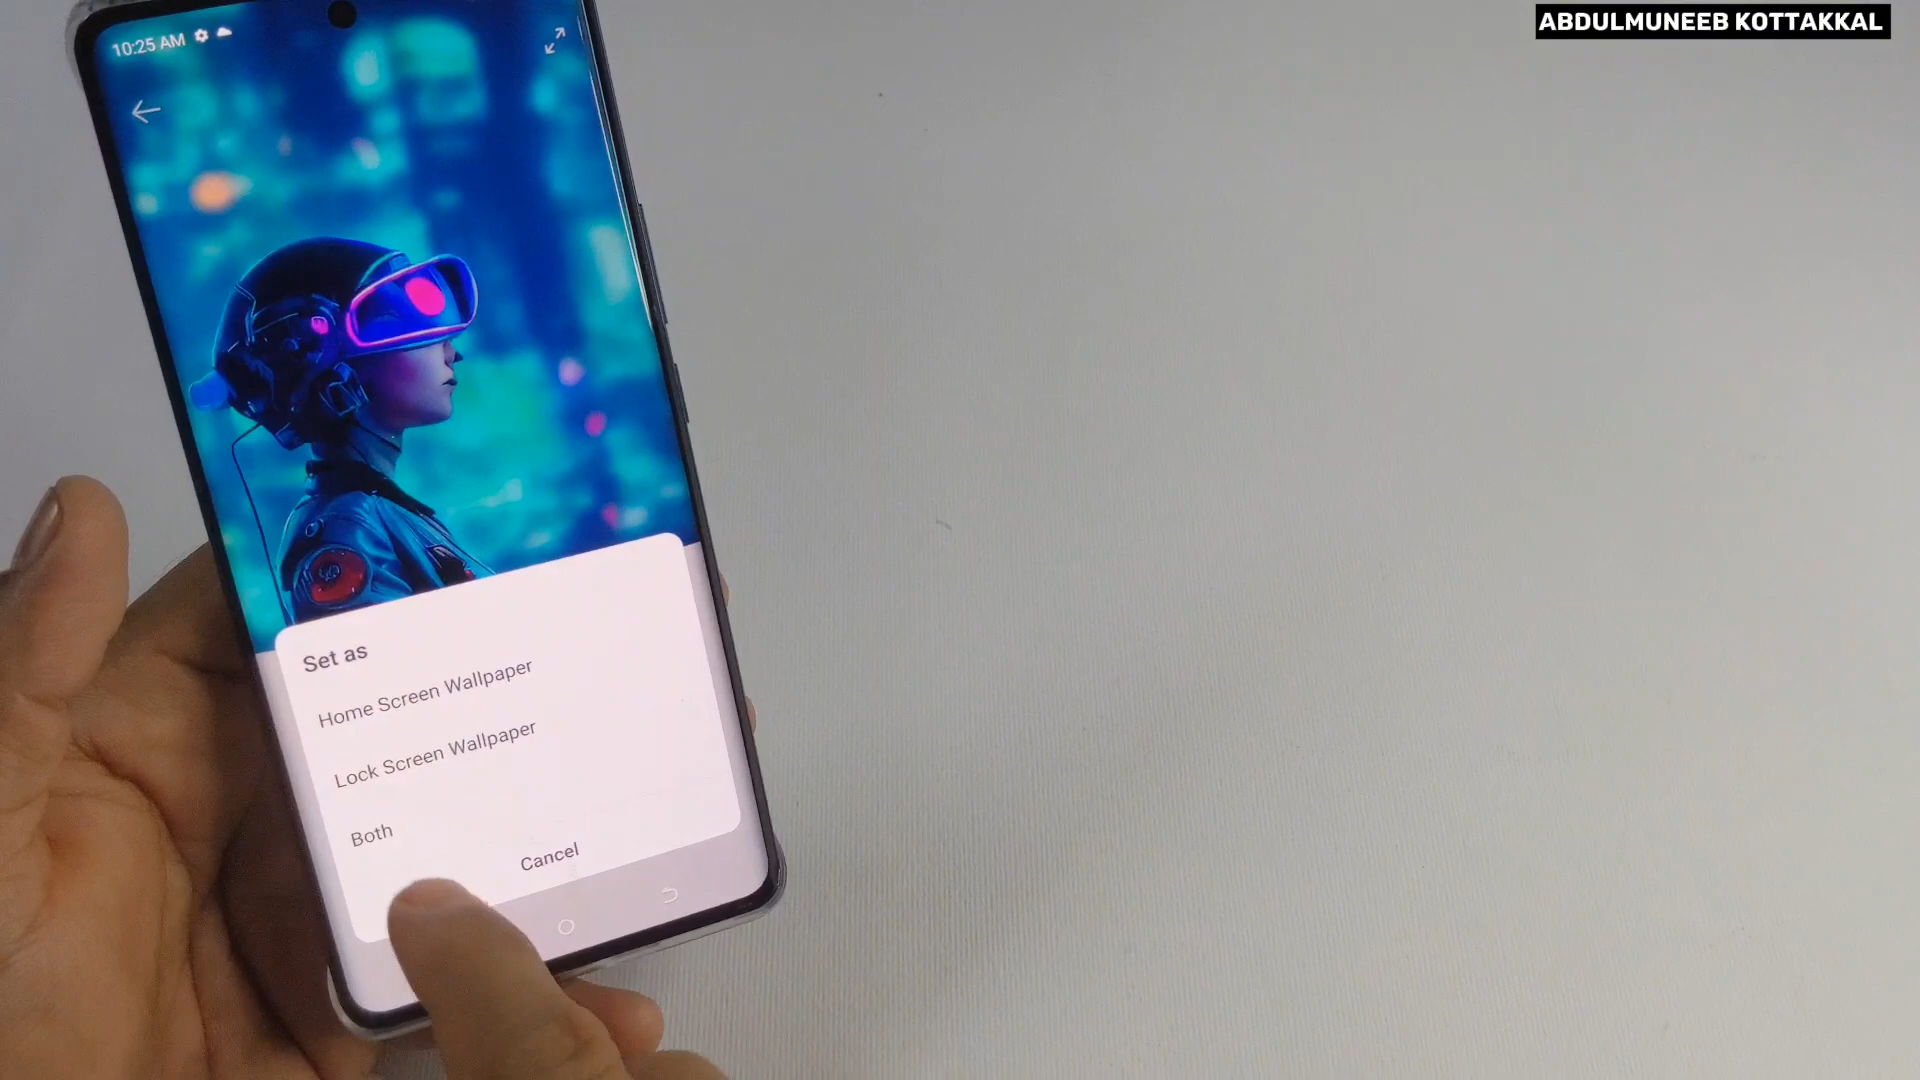 ABDULMUNEEB KOTTAKKAL
10:25 AM
Set as
Home Screen Wallpaper
Lock Screen Wallpaper
Both
Cancel